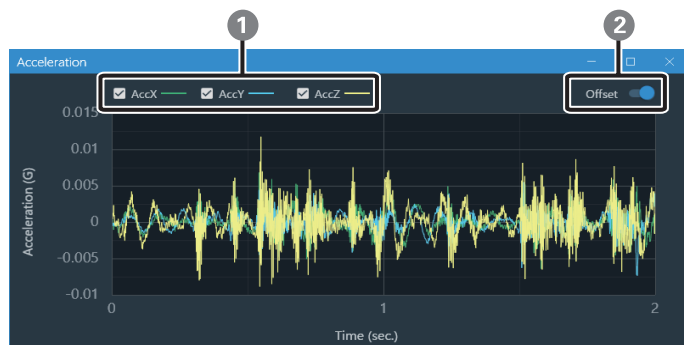 1 2
Acceleration
AccX AccY AccZ Offset
0.015
0.01
0.005
0
-0.005
-0.01
Acceleration (G)
0 1 2
Time (sec.)